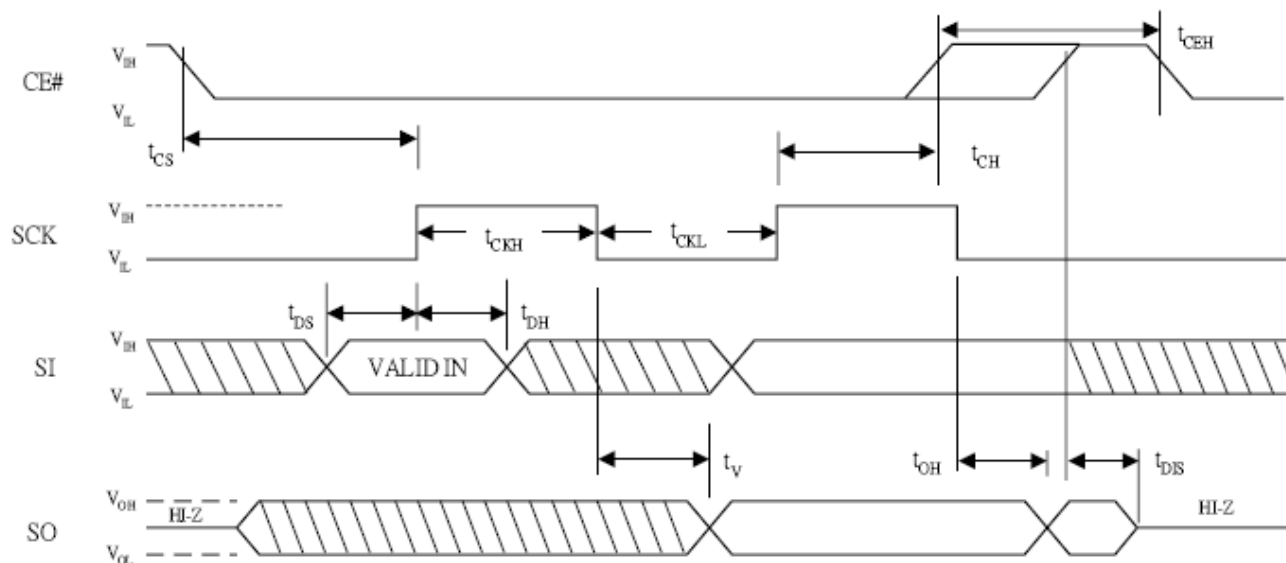 t_CEH
V_IH
CE#
V_IL
t_CS
t_CH
V_IH
SCK
t_CKH
t_CKL
V_IL
t_DS
t_DH
V_IH
SI
VALID IN
V_IL
t_V
t_OH
t_DIS
V_OH
HI-Z
HI-Z
SO
V_OL